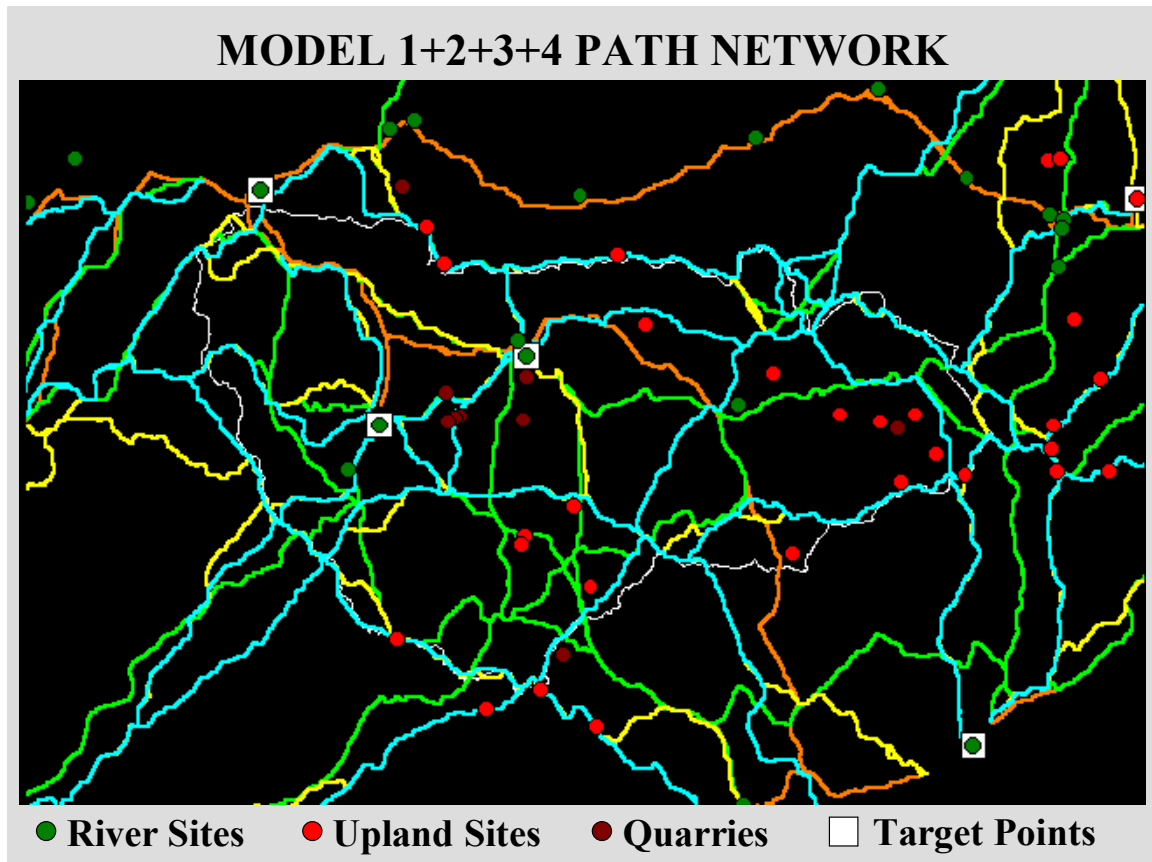 MODEL 1+2+3+4 PATH NETWORK
River Sites Upland Sites Quarries Target Points